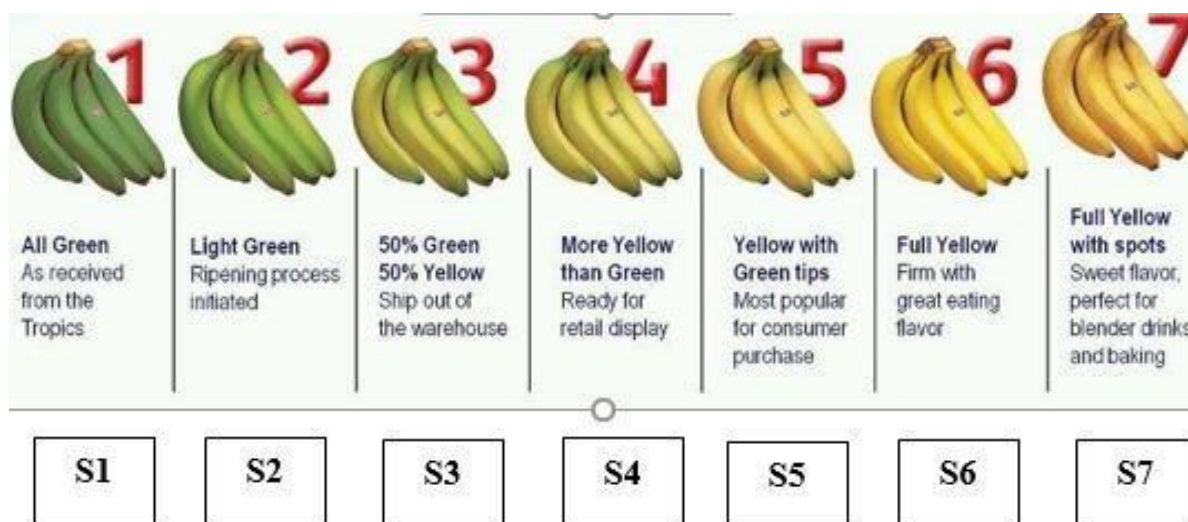 1
2
3
4
5
6
7
All Green
As received
from the
Tropics
Light Green
Ripening process
initiated
50% Green
50% Yellow
Ship out of
the warehouse
More Yellow
than Green
Ready for
retail display
Yellow with
Green tips
Most popular
for consumer
purchase
Full Yellow
Firm with
great eating
flavor
Full Yellow
with spots
Sweet flavor,
perfect for
blender drinks
and baking
S1
S2
S3
S4
S5
S6
S7